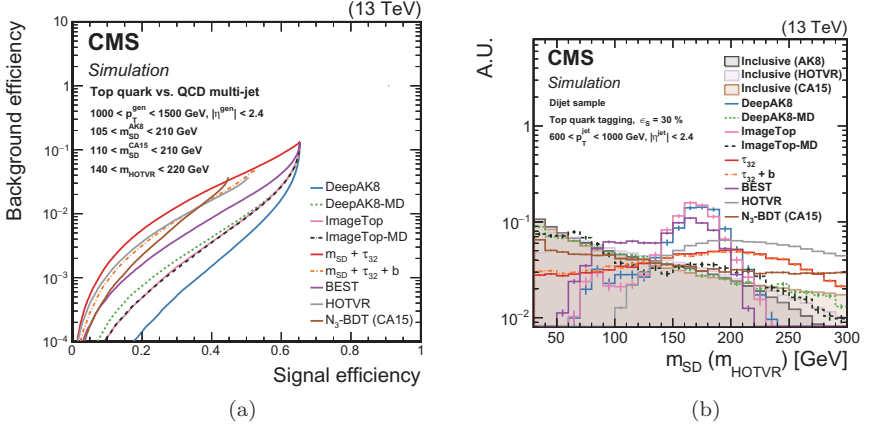 (13 TeV)
CMS
Simulation
Top quark vs. QCD multi-jet
1000 < p_T^gen < 1500 GeV, |η^gen| < 2.4
105 < m_SD^AK8 < 210 GeV
110 < m_SD^CA15 < 210 GeV
140 < m_HOTVR < 220 GeV
Background efficiency
10
1
10^-1
10^-2
10^-3
10^-4
DeepAK8
DeepAK8-MD
ImageTop
ImageTop-MD
m_SD + τ_32
m_SD + τ_32 + b
BEST
HOTVR
N_3-BDT (CA15)
0
0.2
0.4
0.6
0.8
1
Signal efficiency
(a)
(13 TeV)
CMS
Simulation
Dijet sample
Top quark tagging, ϵ_S = 30 %
600 < p_T^jet < 1000 GeV, |η^jet| < 2.4
A.U.
1
10^-1
10^-2
Inclusive (AK8)
Inclusive (HOTVR)
Inclusive (CA15)
DeepAK8
DeepAK8-MD
ImageTop
ImageTop-MD
τ_32
τ_32 + b
BEST
HOTVR
N_3-BDT (CA15)
50
100
150
200
250
300
m_SD (m_HOTVR) [GeV]
(b)